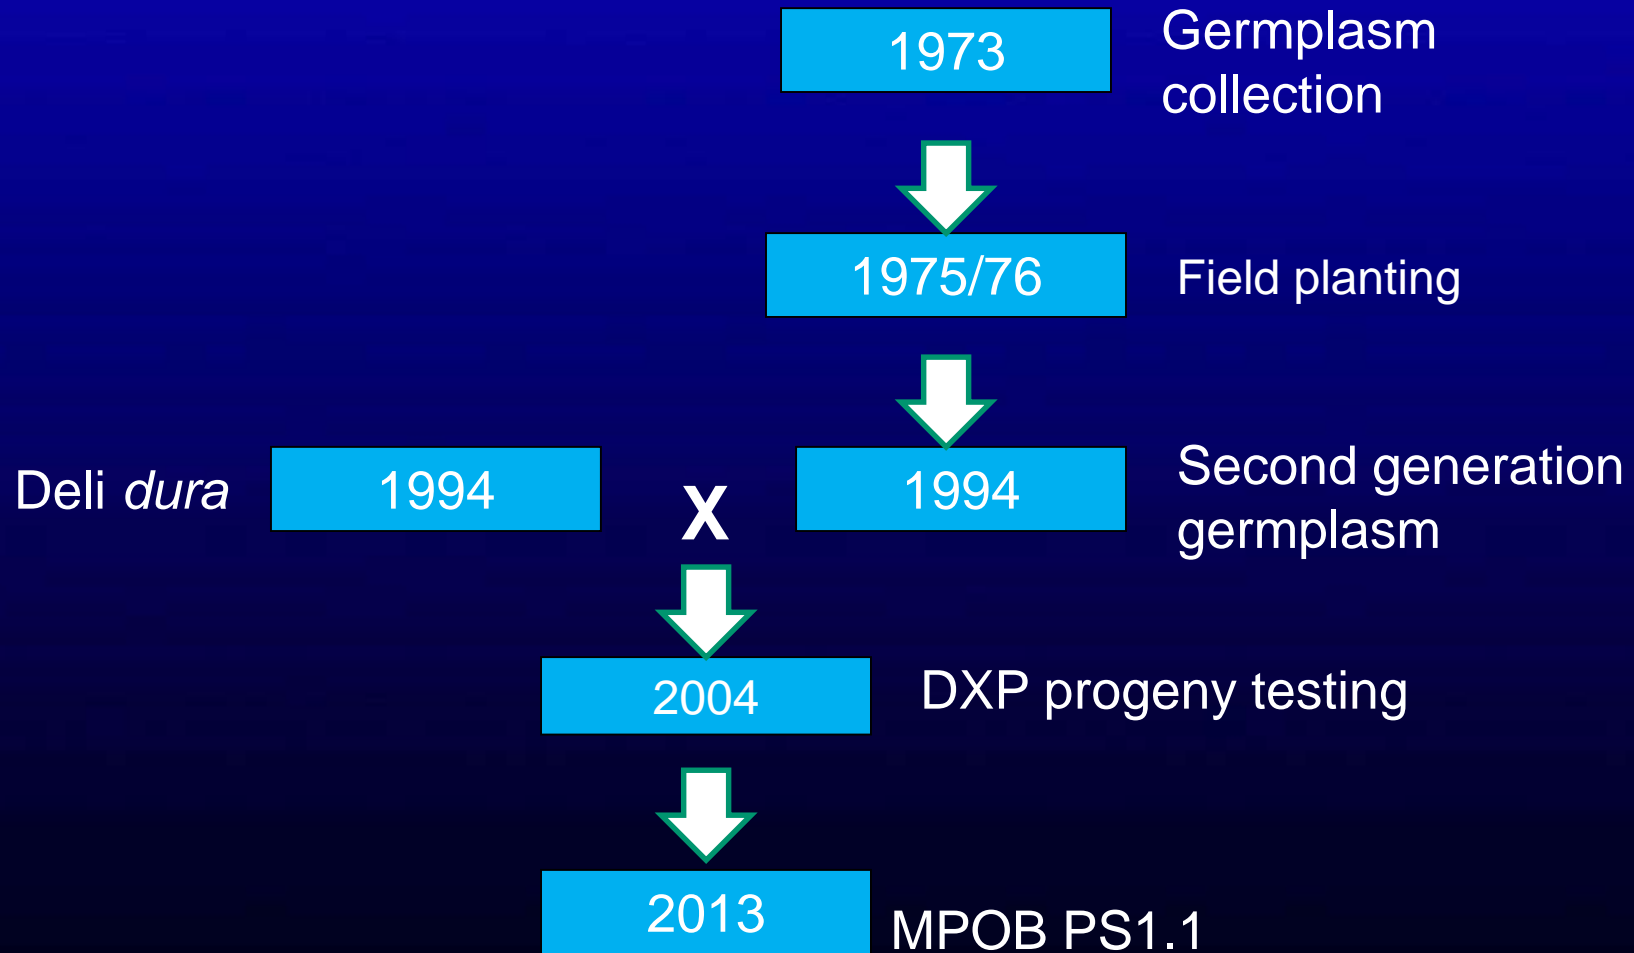 1973
Germplasm
collection
1975/76
Field planting
Deli dura
1994
X
1994
Second generation
germplasm
2004
DXP progeny testing
2013
MPOB PS1.1